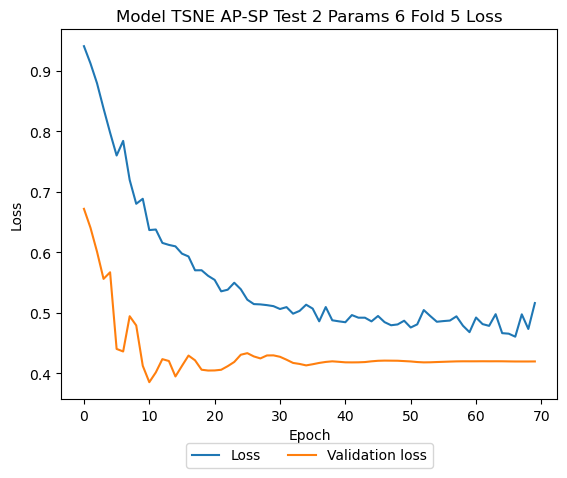 Model TSNE AP-SP Test 2 Params 6 Fold 5 Loss
0.9
0.8
0.7
0.6
0.5
0.4
Loss
0 10 20 30 40 50 60 70
Epoch
Loss Validation loss